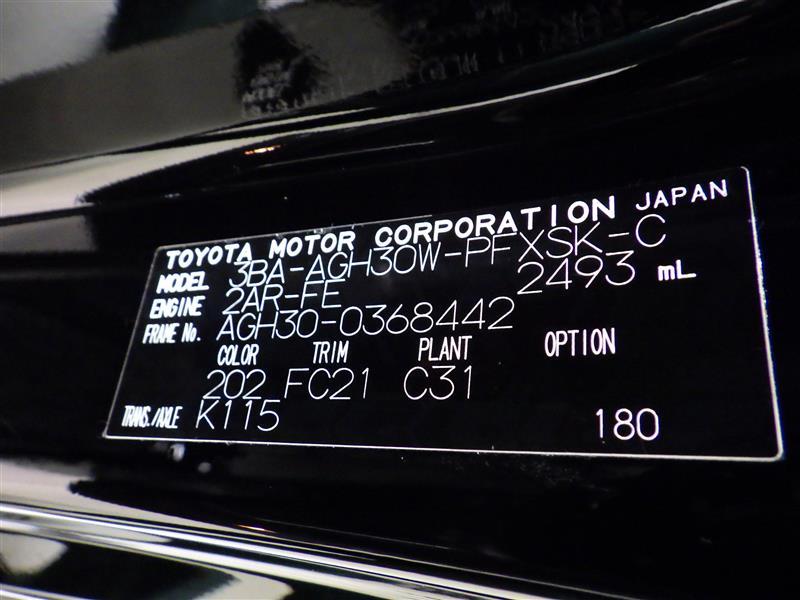 TOYOTA MOTOR CORPORATION JAPAN
MODEL 3BA-AGH30W-PFXSK-C
ENGINE 2AR-FE 2493 mL
FRAME No. AGH30-0368442
COLOR TRIM PLANT OPTION
202 FC21 C31
TRANS./AXLE K115 180